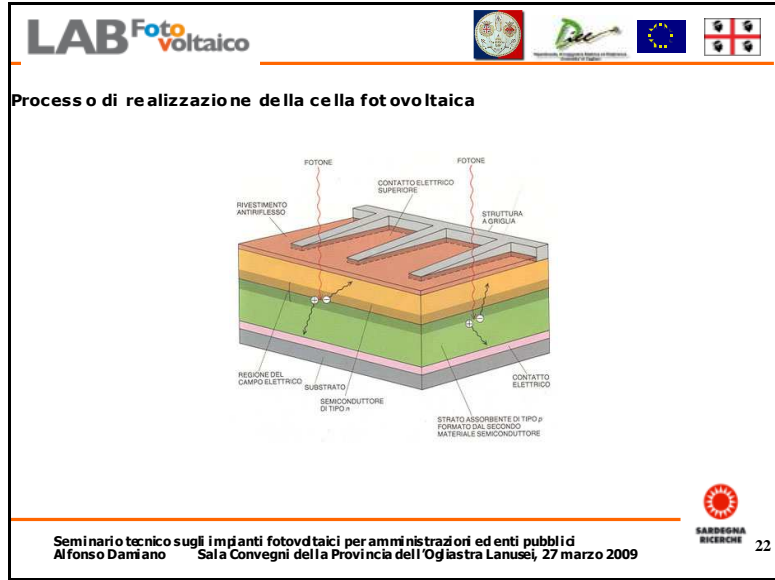 LAB Fotovoltaico
Processo di realizzazione della cella fotovoltaica
FOTONE
FOTONE
CONTATTO ELETTRICO
SUPERIORE
RIVESTIMENTO
ANTIRIFLESSO
STRUTTURA
A GRIGLIA
REGIONE DEL
CAMPO ELETTRICO
SUBSTRATO
SEMICONDUTTORE
DI TIPO n
CONTATTO
ELETTRICO
STRATO ASSORBENTE DI TIPO p
FORMATO DAL SECONDO
MATERIALE SEMICONDUTTORE
SARDEGNA
RICERCHE
Seminario tecnico sugli impianti fotovoltaici per amministrazioni ed enti pubblici
Alfonso Damiano Sala Convegni della Provincia dell'Ogliastra Lanusei, 27 marzo 2009
22